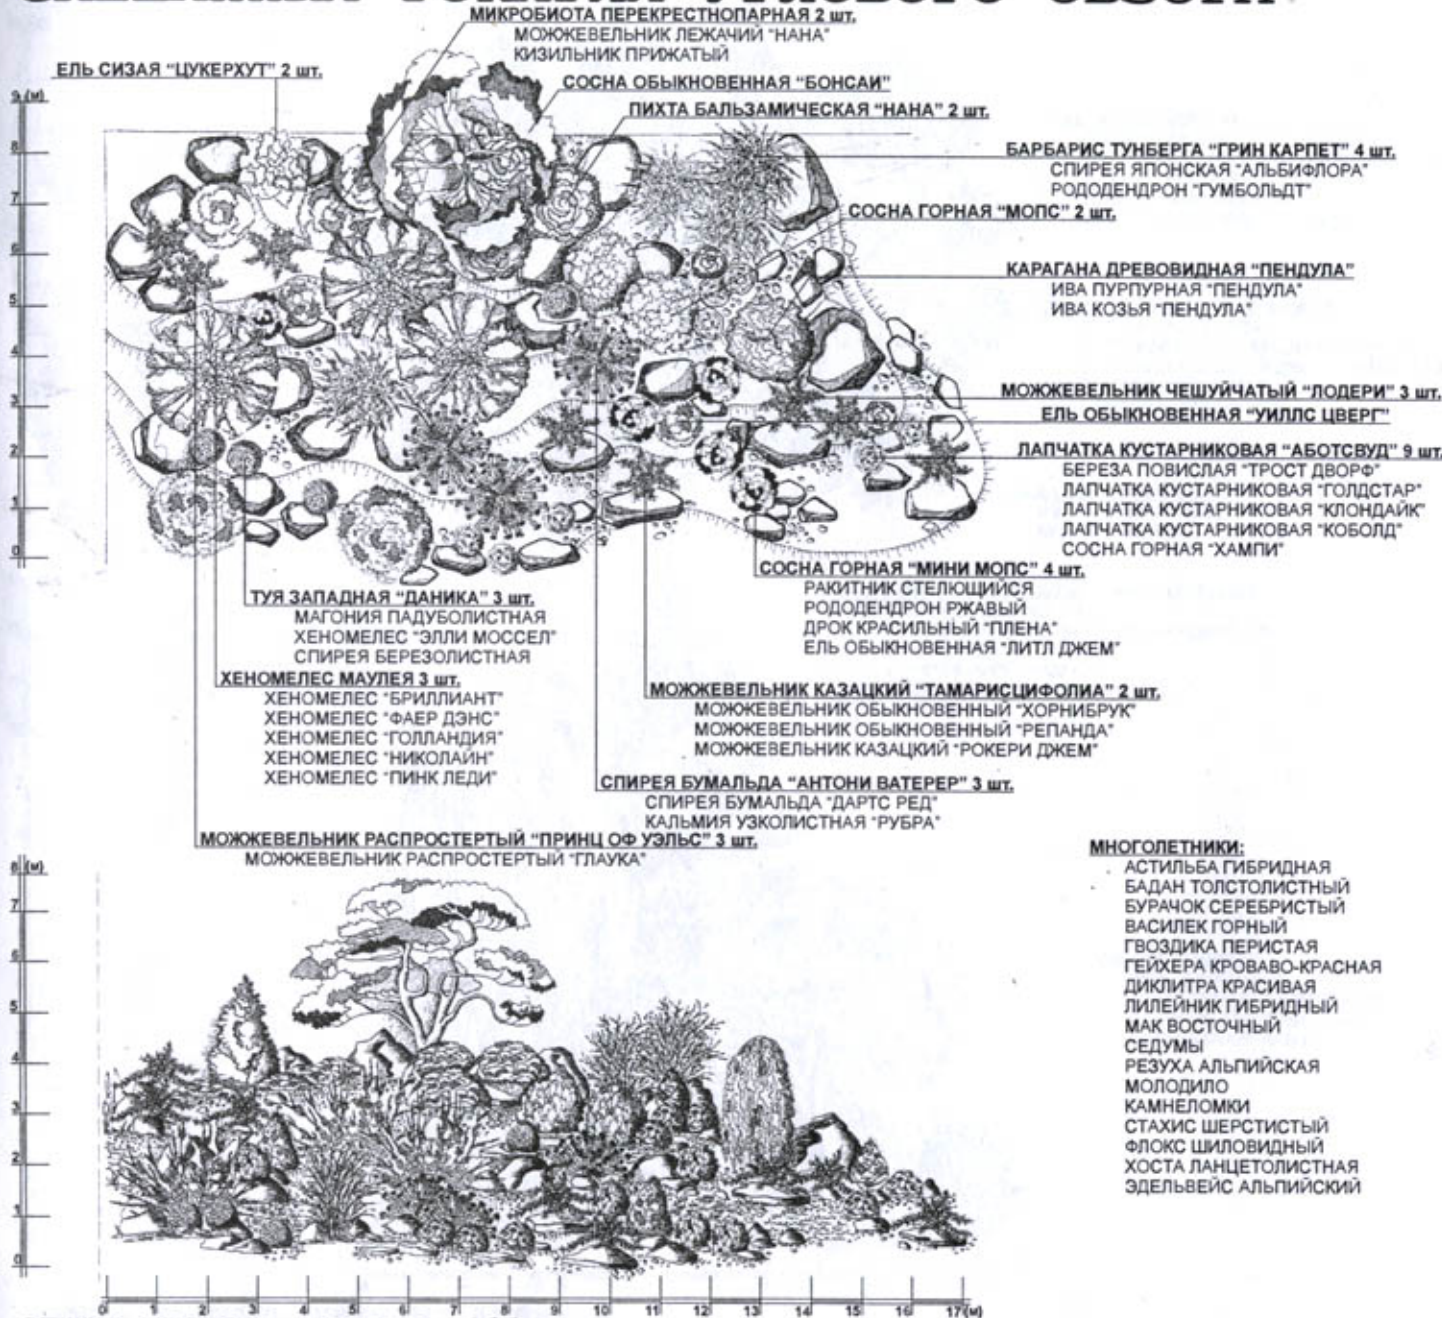 МИКРОБИОТА ПЕРЕКРЕСТНОПАРНАЯ 2 шт.
МОЖЖЕВЕЛЬНИК ЛЕЖАЧИЙ "НАНА"
КИЗИЛЬНИК ПРИЖАТЫЙ
ЕЛЬ СИЗАЯ "ЦУКЕРХУТ" 2 шт.
СОСНА ОБЫКНОВЕННАЯ "БОНСАИ"
ПИХТА БАЛЬЗАМИЧЕСКАЯ "НАНА" 2 шт.
БАРБАРИС ТУНБЕРГА "ГРИН КАРПЕТ" 4 шт.
СПИРЕЯ ЯПОНСКАЯ "АЛЬБИФЛОРА"
РОДОДЕНДРОН "ГУМБОЛЬДТ"
СОСНА ГОРНАЯ "МОПС" 2 шт.
КАРАГАНА ДРЕВОВИДНАЯ "ПЕНДУЛА"
ИВА ПУРПУРНАЯ "ПЕНДУЛА"
ИВА КОЗЬЯ "ПЕНДУЛА"
МОЖЖЕВЕЛЬНИК ЧЕШУЙЧАТЫЙ "ЛОДЕРИ" 3 шт.
ЕЛЬ ОБЫКНОВЕННАЯ "УИЛЛС ЦВЕРГ"
ЛАПЧАТКА КУСТАРНИКОВАЯ "АБОТСВУД" 9 шт.
БЕРЕЗА ПОВИСЛАЯ "ТРОСТ ДВОРФ"
ЛАПЧАТКА КУСТАРНИКОВАЯ "ГОЛДСТАР"
ЛАПЧАТКА КУСТАРНИКОВАЯ "КЛОНДАЙК"
ЛАПЧАТКА КУСТАРНИКОВАЯ "КОБОЛД"
СОСНА ГОРНАЯ "ХАМПИ"
9 (м)
8
7
6
5
4
3
2
1
0
СОСНА ГОРНАЯ "МИНИ МОПС" 4 шт.
РАКИТНИК СТЕЛЮЩИЙСЯ
РОДОДЕНДРОН РЖАВЫЙ
ДРОК КРАСИЛЬНЫЙ "ПЛЕНА"
ЕЛЬ ОБЫКНОВЕННАЯ "ЛИТЛ ДЖЕМ"
ТУЯ ЗАПАДНАЯ "ДАНИКА" 3 шт.
МАГОНИЯ ПАДУБОЛИСТНАЯ
ХЕНОМЕЛЕС "ЭЛЛИ МОССЕЛ"
СПИРЕЯ БЕРЕЗОЛИСТНАЯ
ХЕНОМЕЛЕС МАУЛЕЯ 3 шт.
ХЕНОМЕЛЕС "БРИЛЛИАНТ"
ХЕНОМЕЛЕС "ФАЕР ДЭНС"
ХЕНОМЕЛЕС "ГОЛЛАНДИЯ"
ХЕНОМЕЛЕС "НИКОЛАЙН"
ХЕНОМЕЛЕС "ПИНК ЛЕДИ"
МОЖЖЕВЕЛЬНИК КАЗАЦКИЙ "ТАМАРИСЦИФОЛИА" 2 шт.
МОЖЖЕВЕЛЬНИК ОБЫКНОВЕННЫЙ "ХОРНИБРУК"
МОЖЖЕВЕЛЬНИК ОБЫКНОВЕННЫЙ "РЕПАНДА"
МОЖЖЕВЕЛЬНИК КАЗАЦКИЙ "РОКЕРИ ДЖЕМ"
СПИРЕЯ БУМАЛЬДА "АНТОНИ ВАТЕРЕР" 3 шт.
СПИРЕЯ БУМАЛЬДА "ДАРТС РЕД"
КАЛЬМИЯ УЗКОЛИСТНАЯ "РУБРА"
МОЖЖЕВЕЛЬНИК РАСПРОСТЕРТЫЙ "ПРИНЦ ОФ УЭЛЬС" 3 шт.
МОЖЖЕВЕЛЬНИК РАСПРОСТЕРТЫЙ "ГЛАУКА"
МНОГОЛЕТНИКИ:
АСТИЛЬБА ГИБРИДНАЯ
БАДАН ТОЛСТОЛИСТНЫЙ
БУРАЧОК СЕРЕБРИСТЫЙ
ВАСИЛЕК ГОРНЫЙ
ГВОЗДИКА ПЕРИСТАЯ
ГЕЙХЕРА КРОВАВО-КРАСНАЯ
ДИКЛИТРА КРАСИВАЯ
ЛИЛЕЙНИК ГИБРИДНЫЙ
МАК ВОСТОЧНЫЙ
СЕДУМЫ
РЕЗУХА АЛЬПИЙСКАЯ
МОЛОДИЛО
КАМНЕЛОМКИ
СТАХИС ШЕРСТИСТЫЙ
ФЛОКС ШИЛОВИДНЫЙ
ХОСТА ЛАНЦЕТОЛИСТНАЯ
ЭДЕЛЬВЕЙС АЛЬПИЙСКИЙ
8 (м)
7
6
5
4
3
2
1
0
0 1 2 3 4 5 6 7 8 9 10 11 12 13 14 15 16 17 (м)